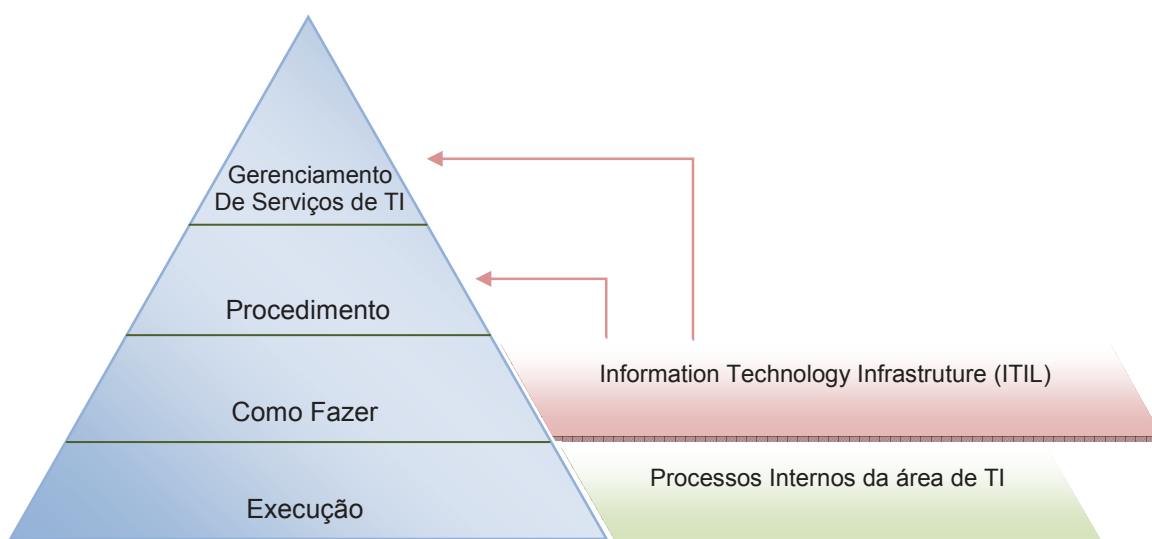 Gerenciamento
De Serviços de TI
Procedimento
Information Technology Infrastruture (ITIL)
Como Fazer
Processos Internos da área de TI
Execução